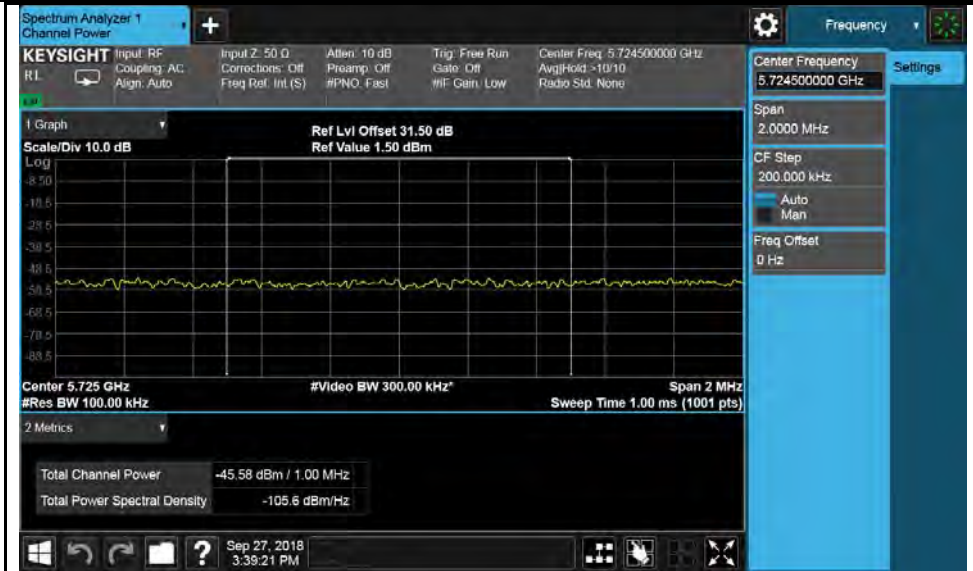 Spectrum Analyzer 1
Channel Power
+
Frequency
KEYSIGHT
Input: RF
Coupling: AC
Align: Auto
Input Z: 50 Ω
Corrections: Off
Freq Ref: Int (S)
Atten: 10 dB
Preamp: Off
#PNO: Fast
Trig: Free Run
Gate: Off
#IF Gain: Low
Center Freq: 5.724500000 GHz
Avg|Hold:>10/10
Radio Std: None
Center Frequency
5.724500000 GHz
Settings
Span
2.0000 MHz
CF Step
200.000 kHz
Auto
Man
Freq Offset
0 Hz
1 Graph
Scale/Div 10.0 dB
Ref Lvl Offset 31.50 dB
Ref Value 1.50 dBm
Log
-8.50
-18.5
-28.5
-38.5
-48.5
-58.5
-68.5
-78.5
-88.5
Center 5.725 GHz
#Res BW 100.00 kHz
#Video BW 300.00 kHz*
Span 2 MHz
Sweep Time 1.00 ms (1001 pts)
2 Metrics
Total Channel Power -45.58 dBm / 1.00 MHz
Total Power Spectral Density -105.6 dBm/Hz
?
Sep 27, 2018
3:39:21 PM